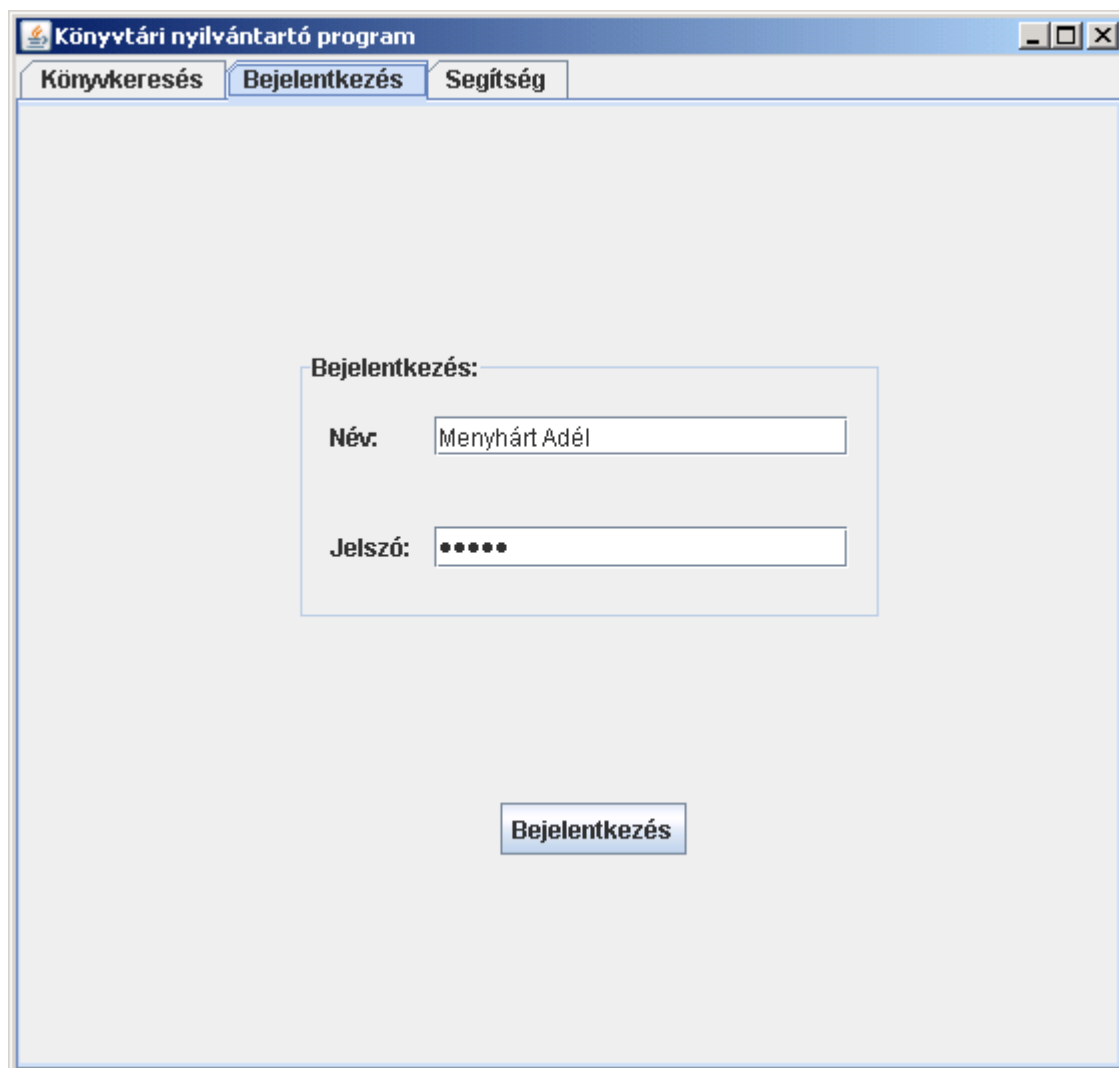 Könyvtári nyilvántartó program
Könyvkeresés Bejelentkezés Segítség
Bejelentkezés:
Név: Menyhárt Adél
Jelszó: •••••
Bejelentkezés